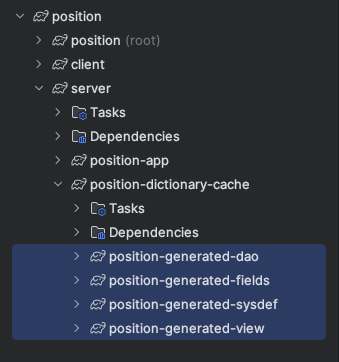 position
position (root)
client
server
Tasks
Dependencies
position-app
position-dictionary-cache
Tasks
Dependencies
position-generated-dao
position-generated-fields
position-generated-sysdef
position-generated-view